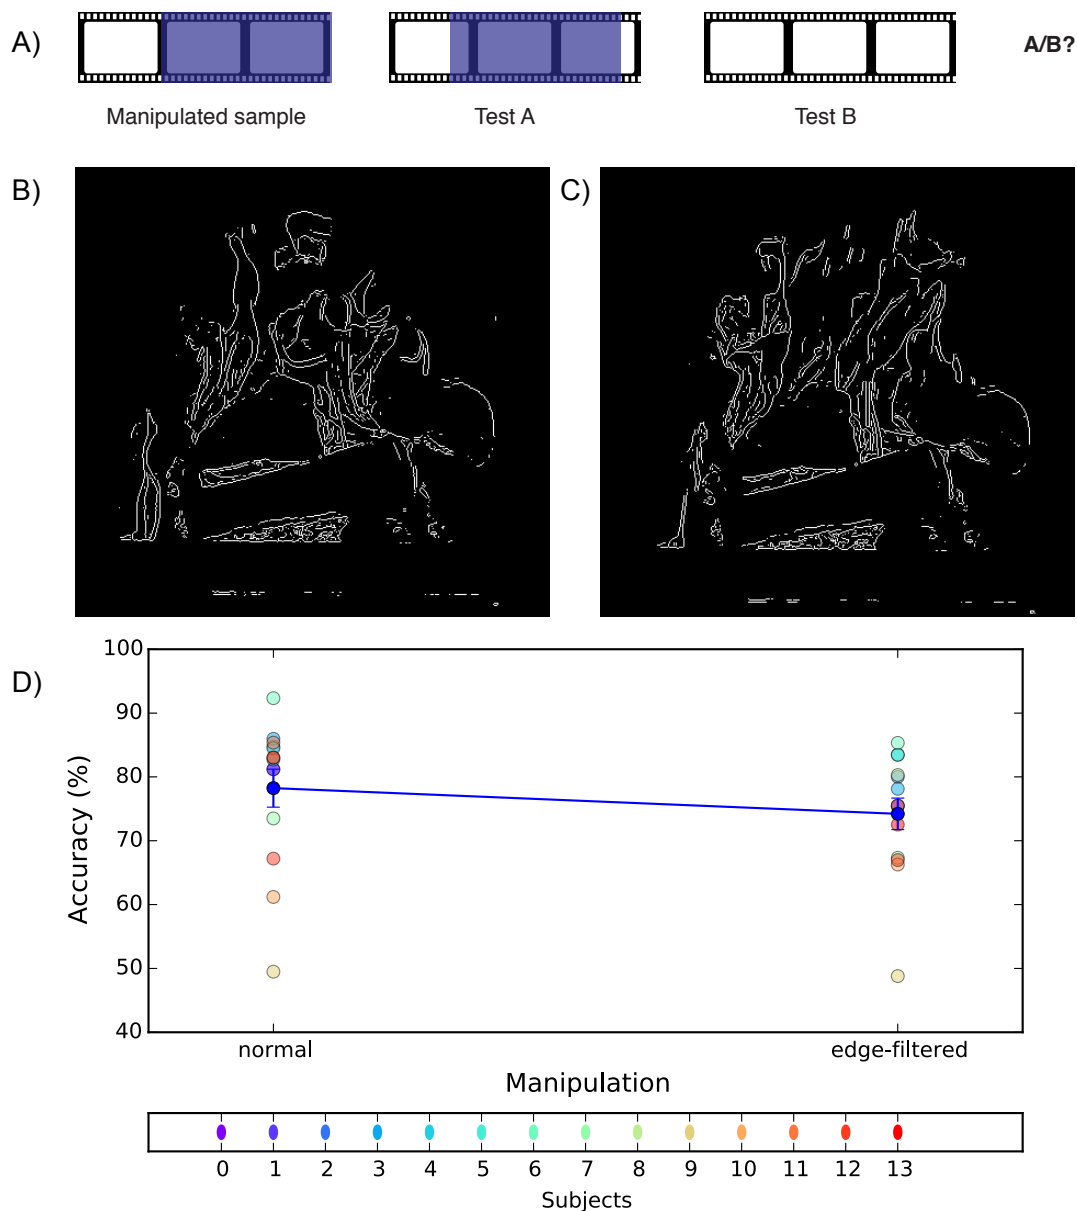 A)
A/B?
Manipulated sample
Test A
Test B
B)
C)
D)
100
90
80
70
60
50
40
Accuracy (%)
normal
edge-filtered
Manipulation
0 1 2 3 4 5 6 7 8 9 10 11 12 13
Subjects